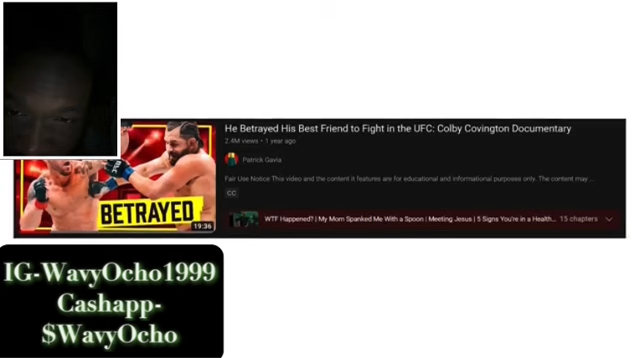 He Betrayed His Best Friend to Fight in the UFC: Colby Covington Documentary
2.4M views • 1 year ago
Patrick Gavia
Fair Use Notice This video and the content it features are for educational and informational purposes only. The content may ...
CC
BETRAYED
19:36
WTF Happened? | My Mom Spanked Me With a Spoon | Meeting Jesus | 5 Signs You're in a Health... 15 chapters
IG-WavyOcho1999
Cashapp-
$WavyOcho